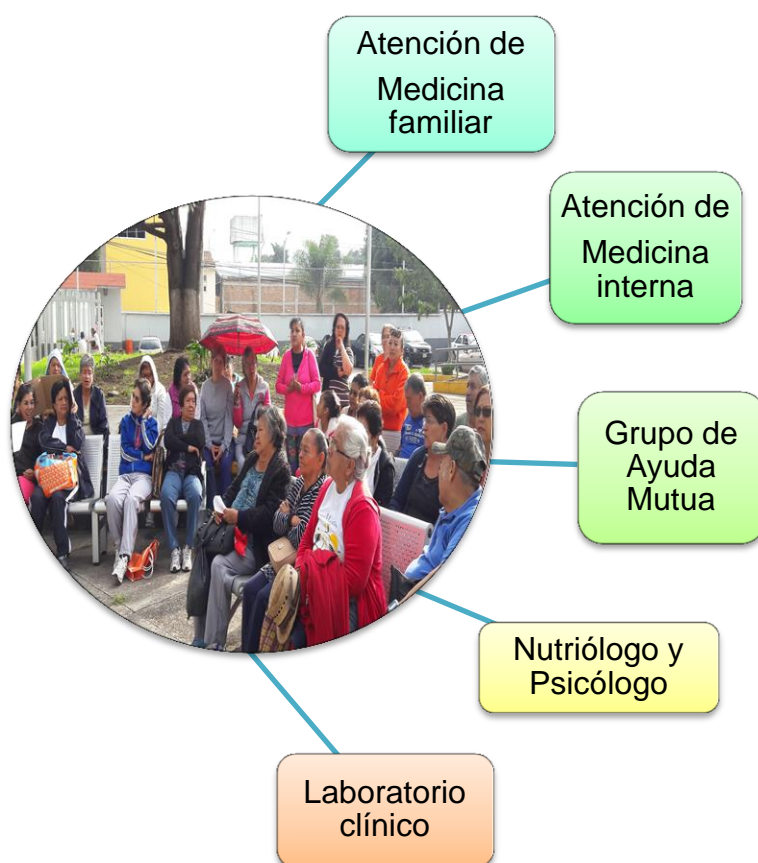 Atención de
Medicina
familiar
Atención de
Medicina
interna
Grupo de
Ayuda
Mutua
Nutriólogo y
Psicólogo
Laboratorio
clínico